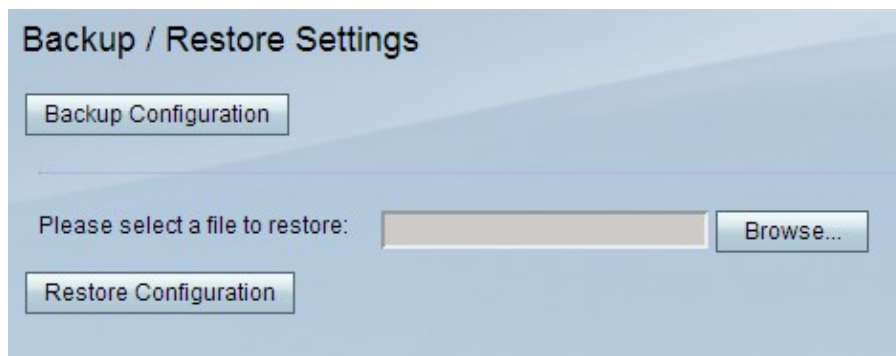 Backup / Restore Settings
Backup Configuration
Please select a file to restore: Browse...
Restore Configuration